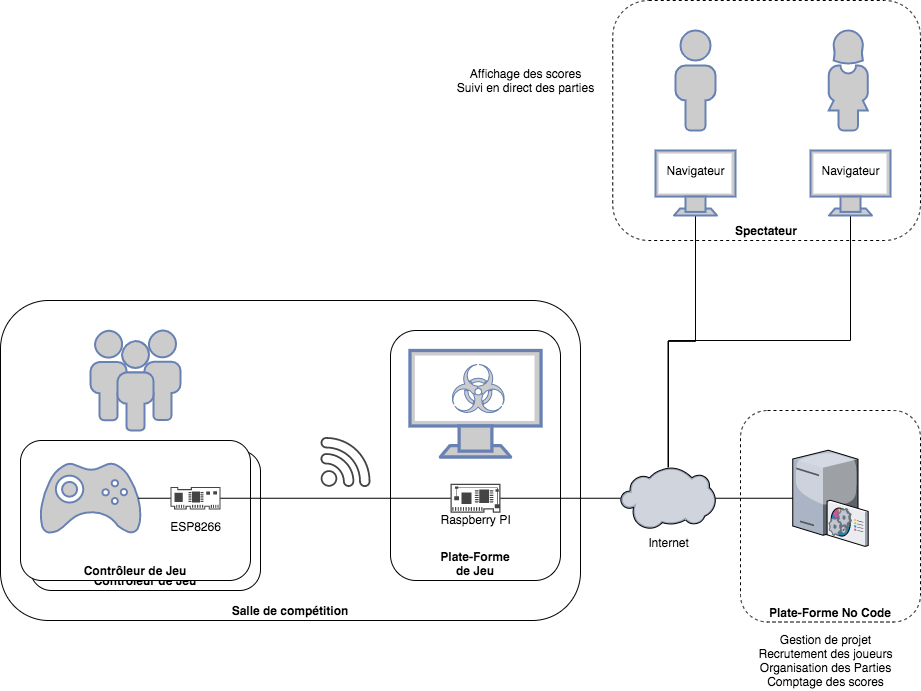 Affichage des scores
Suivi en direct des parties
Navigateur
Navigateur
Spectateur
ESP8266
Raspberry PI
Contrôleur de Jeu
Contrôleur de Jeu
Plate-Forme
de Jeu
Salle de compétition
Internet
Plate-Forme No Code
Gestion de projet
Recrutement des joueurs
Organisation des Parties
Comptage des scores